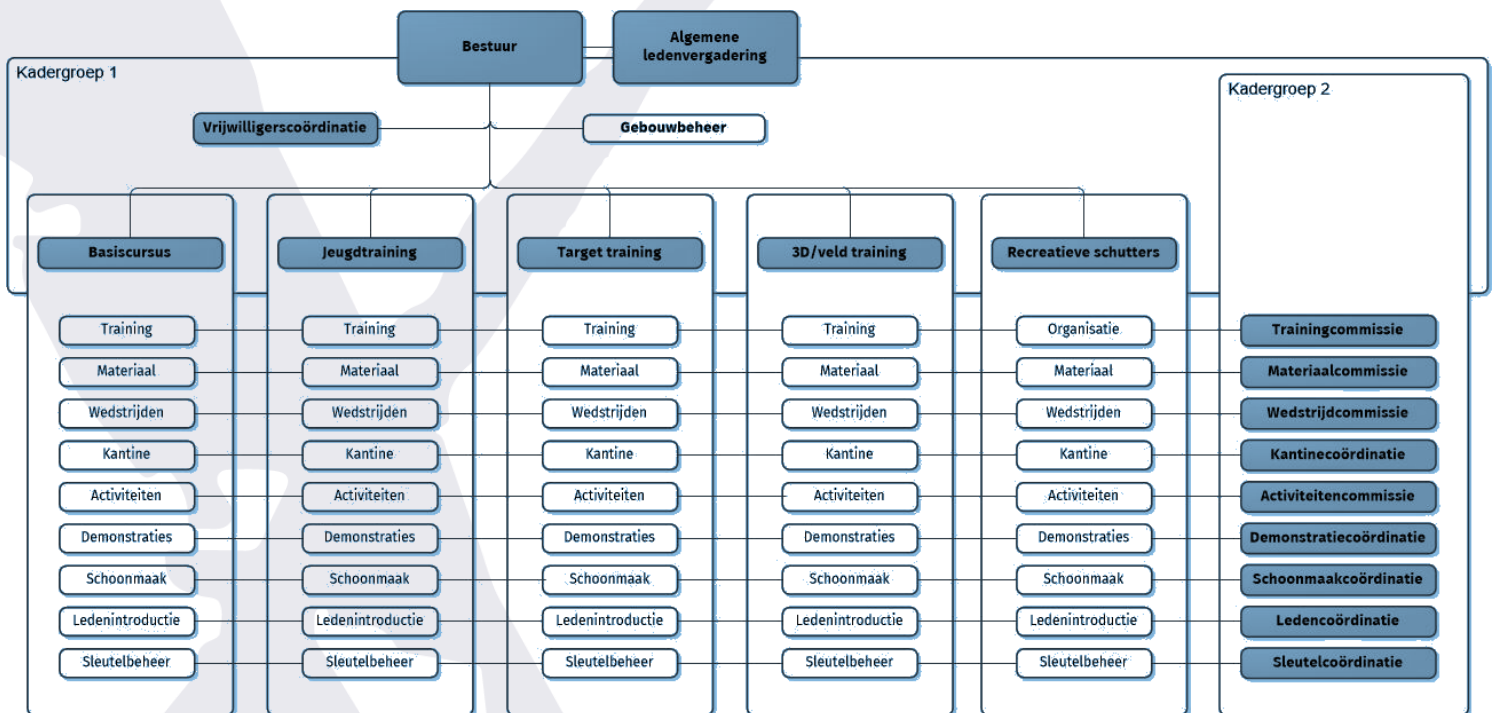 Bestuur
Algemene
ledenvergadering
Kadergroep 1
Kadergroep 2
Vrijwilligerscoördinatie
Gebouwbeheer
Basiscursus
Jeugdtraining
Target training
3D/veld training
Recreatieve schutters
Training
Training
Training
Training
Organisatie
Trainingcommissie
Materiaal
Materiaal
Materiaal
Materiaal
Materiaal
Materiaalcommissie
Wedstrijden
Wedstrijden
Wedstrijden
Wedstrijden
Wedstrijden
Wedstrijdcommissie
Kantine
Kantine
Kantine
Kantine
Kantine
Kantinecoördinatie
Activiteiten
Activiteiten
Activiteiten
Activiteiten
Activiteiten
Activiteitencommissie
Demonstraties
Demonstraties
Demonstraties
Demonstraties
Demonstraties
Demonstratiecoördinatie
Schoonmaak
Schoonmaak
Schoonmaak
Schoonmaak
Schoonmaak
Schoonmaakcoördinatie
Ledenintroductie
Ledenintroductie
Ledenintroductie
Ledenintroductie
Ledenintroductie
Ledencoördinatie
Sleutelbeheer
Sleutelbeheer
Sleutelbeheer
Sleutelbeheer
Sleutelbeheer
Sleutelcoördinatie